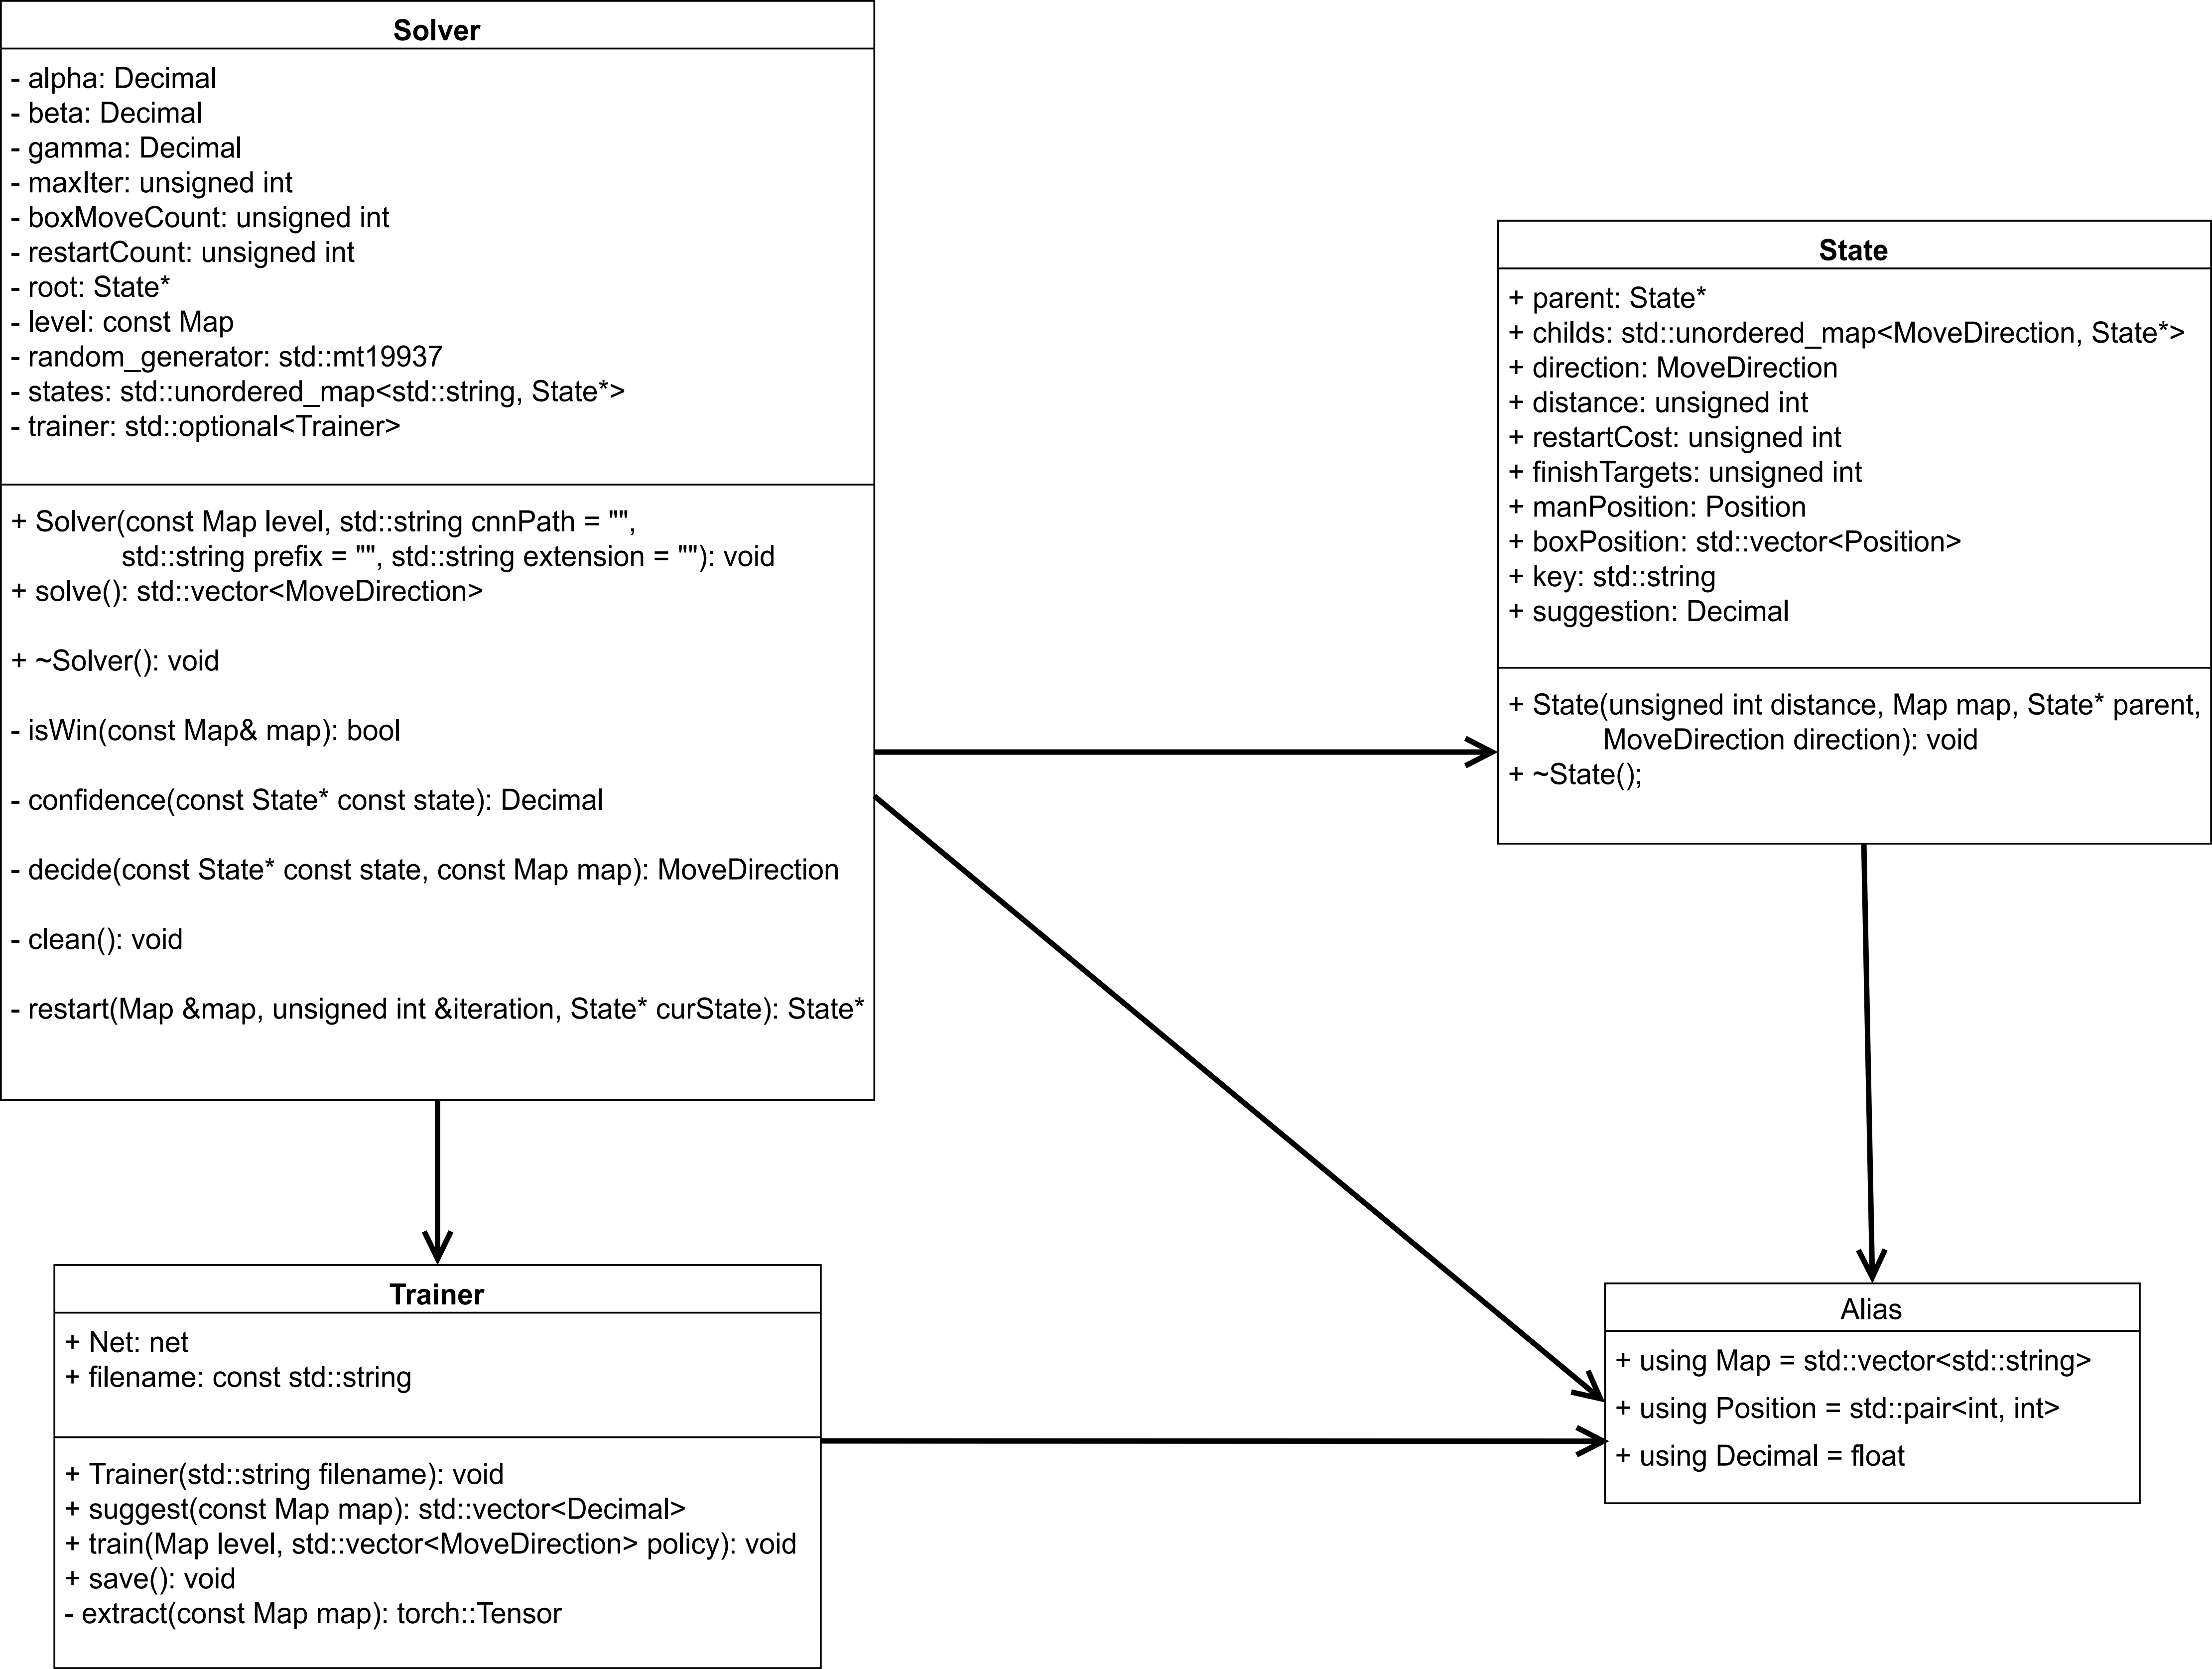 Solver
- alpha: Decimal
- beta: Decimal
- gamma: Decimal
- maxIter: unsigned int
- boxMoveCount: unsigned int
- restartCount: unsigned int
- root: State*
- level: const Map
- random_generator: std::mt19937
- states: std::unordered_map<std::string, State*>
- trainer: std::optional<Trainer>
+ Solver(const Map level, std::string cnnPath = "",
std::string prefix = "", std::string extension = ""): void
+ solve(): std::vector<MoveDirection>
+ ~Solver(): void
- isWin(const Map& map): bool
- confidence(const State* const state): Decimal
- decide(const State* const state, const Map map): MoveDirection
- clean(): void
- restart(Map &map, unsigned int &iteration, State* curState): State*
State
+ parent: State*
+ childs: std::unordered_map<MoveDirection, State*>
+ direction: MoveDirection
+ distance: unsigned int
+ restartCost: unsigned int
+ finishTargets: unsigned int
+ manPosition: Position
+ boxPosition: std::vector<Position>
+ key: std::string
+ suggestion: Decimal
+ State(unsigned int distance, Map map, State* parent,
MoveDirection direction): void
+ ~State();
Trainer
+ Net: net
+ filename: const std::string
+ Trainer(std::string filename): void
+ suggest(const Map map): std::vector<Decimal>
+ train(Map level, std::vector<MoveDirection> policy): void
+ save(): void
- extract(const Map map): torch::Tensor
Alias
+ using Map = std::vector<std::string>
+ using Position = std::pair<int, int>
+ using Decimal = float